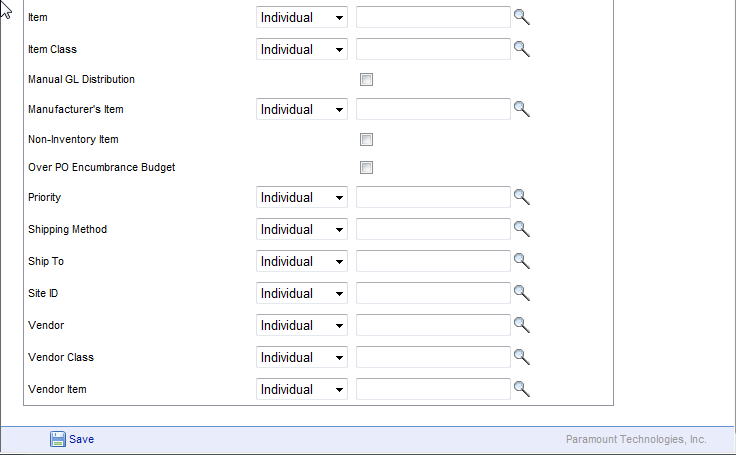 Item Individual
Item Class Individual
Manual GL Distribution
Manufacturer's Item Individual
Non-Inventory Item
Over PO Encumbrance Budget
Priority Individual
Shipping Method Individual
Ship To Individual
Site ID Individual
Vendor Individual
Vendor Class Individual
Vendor Item Individual
Save Paramount Technologies, Inc.